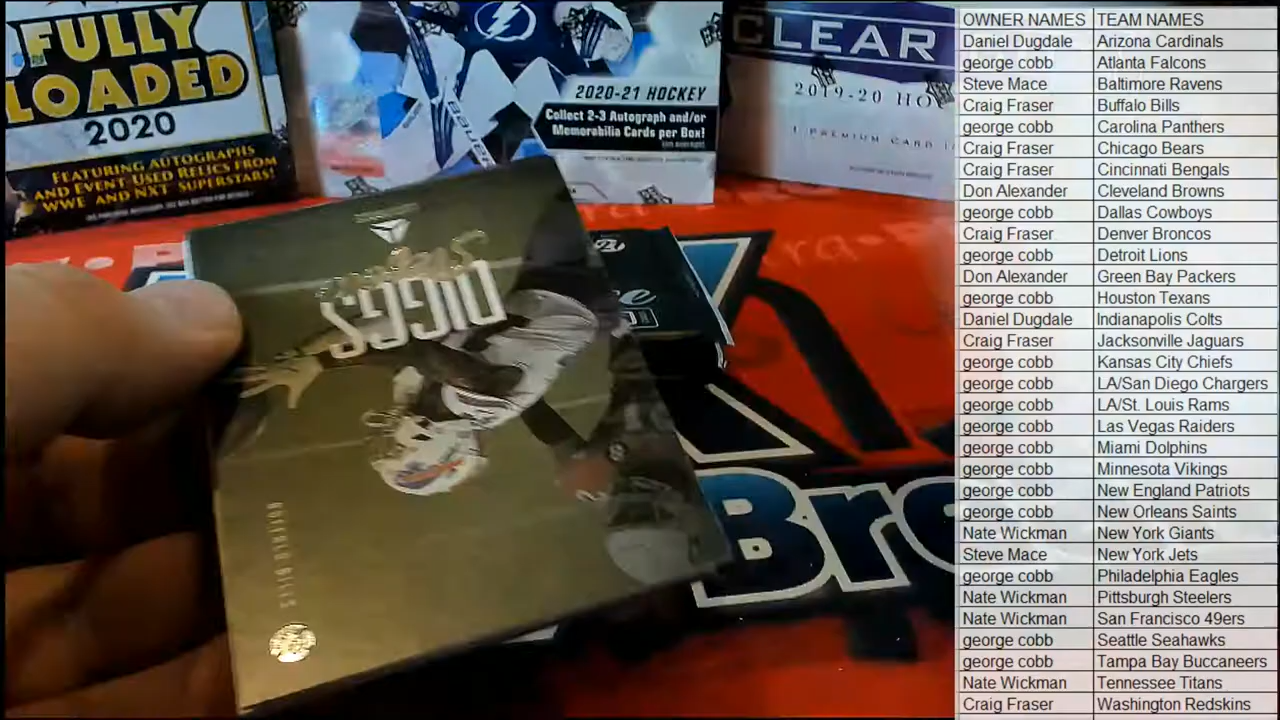 FULLY
LOADED
2020
FEATURING AUTOGRAPHS
AND EVENT USED RELICS FROM
WWE AND NXT SUPERSTARS!
2020-21 HOCKEY
Collect 2-3 Autograph and/or
Memorabilia Cards per Box!
BAUER
CLEAR
2019-20 HO
1 PREMIUM CARD
DIGGS
BUFFALO BILLS
Bro
OWNER NAMES TEAM NAMES
Daniel Dugdale Arizona Cardinals
george cobb Atlanta Falcons
Steve Mace Baltimore Ravens
Craig Fraser Buffalo Bills
george cobb Carolina Panthers
Craig Fraser Chicago Bears
Craig Fraser Cincinnati Bengals
Don Alexander Cleveland Browns
george cobb Dallas Cowboys
Craig Fraser Denver Broncos
george cobb Detroit Lions
Don Alexander Green Bay Packers
george cobb Houston Texans
Daniel Dugdale Indianapolis Colts
Craig Fraser Jacksonville Jaguars
george cobb Kansas City Chiefs
george cobb LA/San Diego Chargers
george cobb LA/St. Louis Rams
george cobb Las Vegas Raiders
george cobb Miami Dolphins
george cobb Minnesota Vikings
george cobb New England Patriots
george cobb New Orleans Saints
Nate Wickman New York Giants
Steve Mace New York Jets
george cobb Philadelphia Eagles
Nate Wickman Pittsburgh Steelers
Nate Wickman San Francisco 49ers
george cobb Seattle Seahawks
george cobb Tampa Bay Buccaneers
Nate Wickman Tennessee Titans
Craig Fraser Washington Redskins